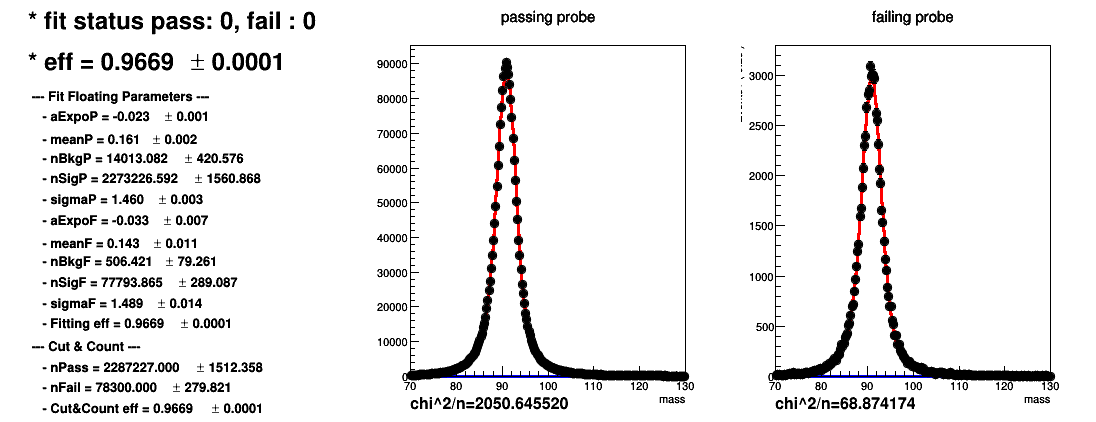 * fit status pass: 0, fail : 0
* eff = 0.9669 ± 0.0001
--- Fit Floating Parameters ---
- aExpoP = -0.023 ± 0.001
- meanP = 0.161 ± 0.002
- nBkgP = 14013.082 ± 420.576
- nSigP = 2273226.592 ± 1560.868
- sigmaP = 1.460 ± 0.003
- aExpoF = -0.033 ± 0.007
- meanF = 0.143 ± 0.011
- nBkgF = 506.421 ± 79.261
- nSigF = 77793.865 ± 289.087
- sigmaF = 1.489 ± 0.014
- Fitting eff = 0.9669 ± 0.0001
--- Cut & Count ---
- nPass = 2287227.000 ± 1512.358
- nFail = 78300.000 ± 279.821
- Cut&Count eff = 0.9669 ± 0.0001
passing probe
90000
80000
70000
60000
50000
40000
30000
20000
10000
0
70 80 90 100 110 120 130
mass
chi^2/n=2050.645520
failing probe
3000
2500
2000
1500
1000
500
0
70 80 90 100 110 120 130
mass
chi^2/n=68.874174